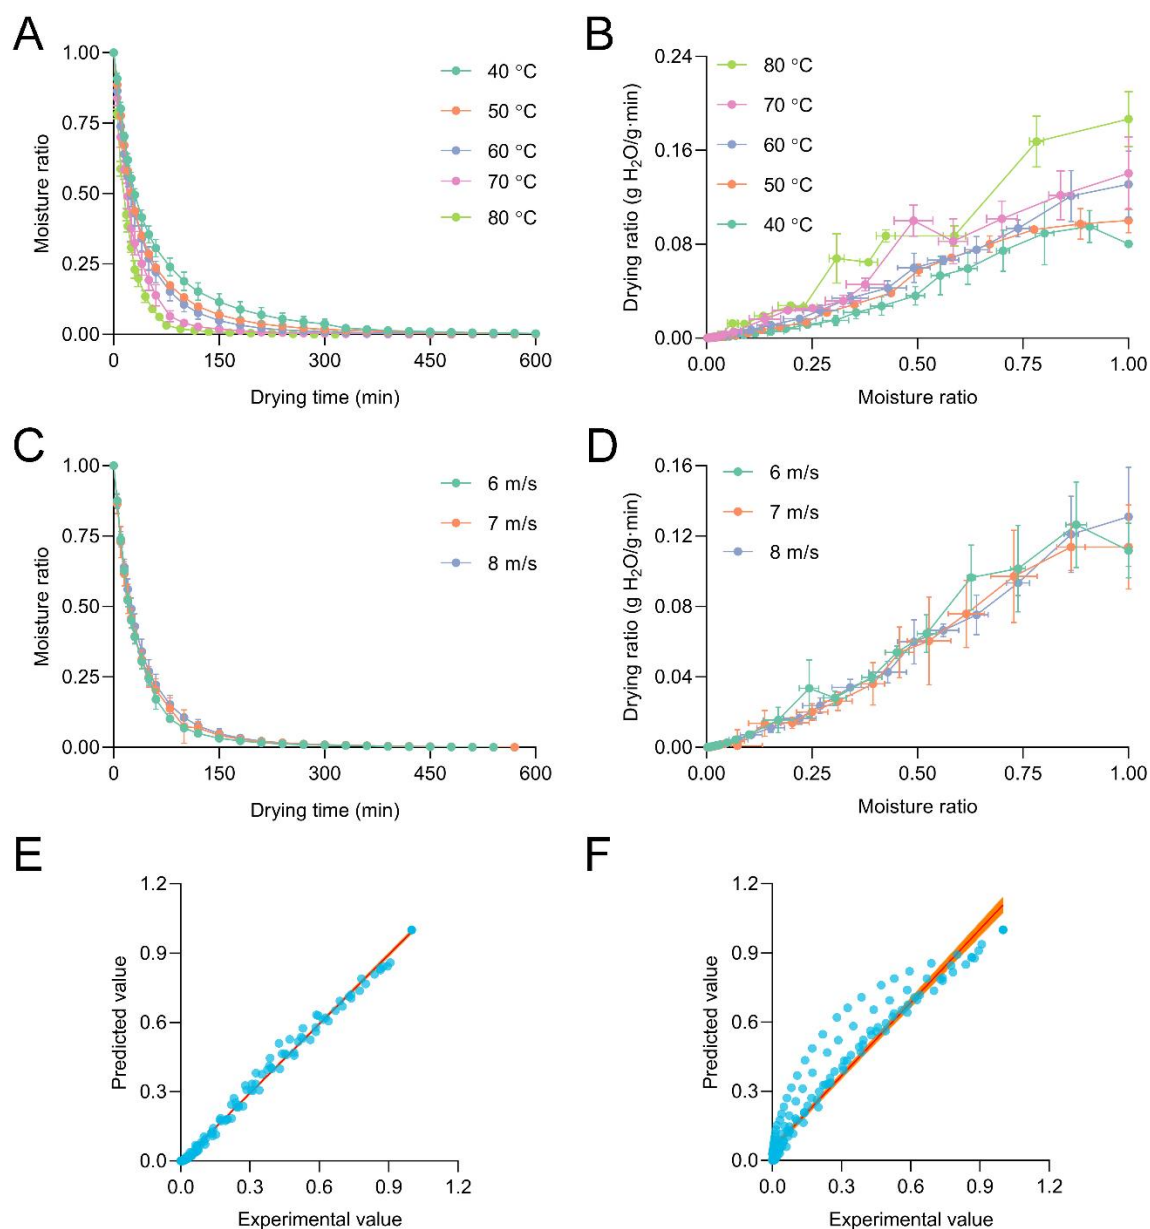 A
1.00
0.75
0.50
0.25
0.00
Moisture ratio
40 °C
50 °C
60 °C
70 °C
80 °C
0
150
300
450
600
Drying time (min)
B
0.24
0.16
0.08
0.00
Drying ratio (g H₂O/g·min)
80 °C
70 °C
60 °C
50 °C
40 °C
0.00
0.25
0.50
0.75
1.00
Moisture ratio
C
1.00
0.75
0.50
0.25
0.00
Moisture ratio
6 m/s
7 m/s
8 m/s
0
150
300
450
600
Drying time (min)
D
0.16
0.12
0.08
0.04
0.00
Drying ratio (g H₂O/g·min)
6 m/s
7 m/s
8 m/s
0.00
0.25
0.50
0.75
1.00
Moisture ratio
E
1.2
0.9
0.6
0.3
0.0
Predicted value
0.0
0.3
0.6
0.9
1.2
Experimental value
F
1.2
0.9
0.6
0.3
0.0
Predicted value
0.0
0.3
0.6
0.9
1.2
Experimental value